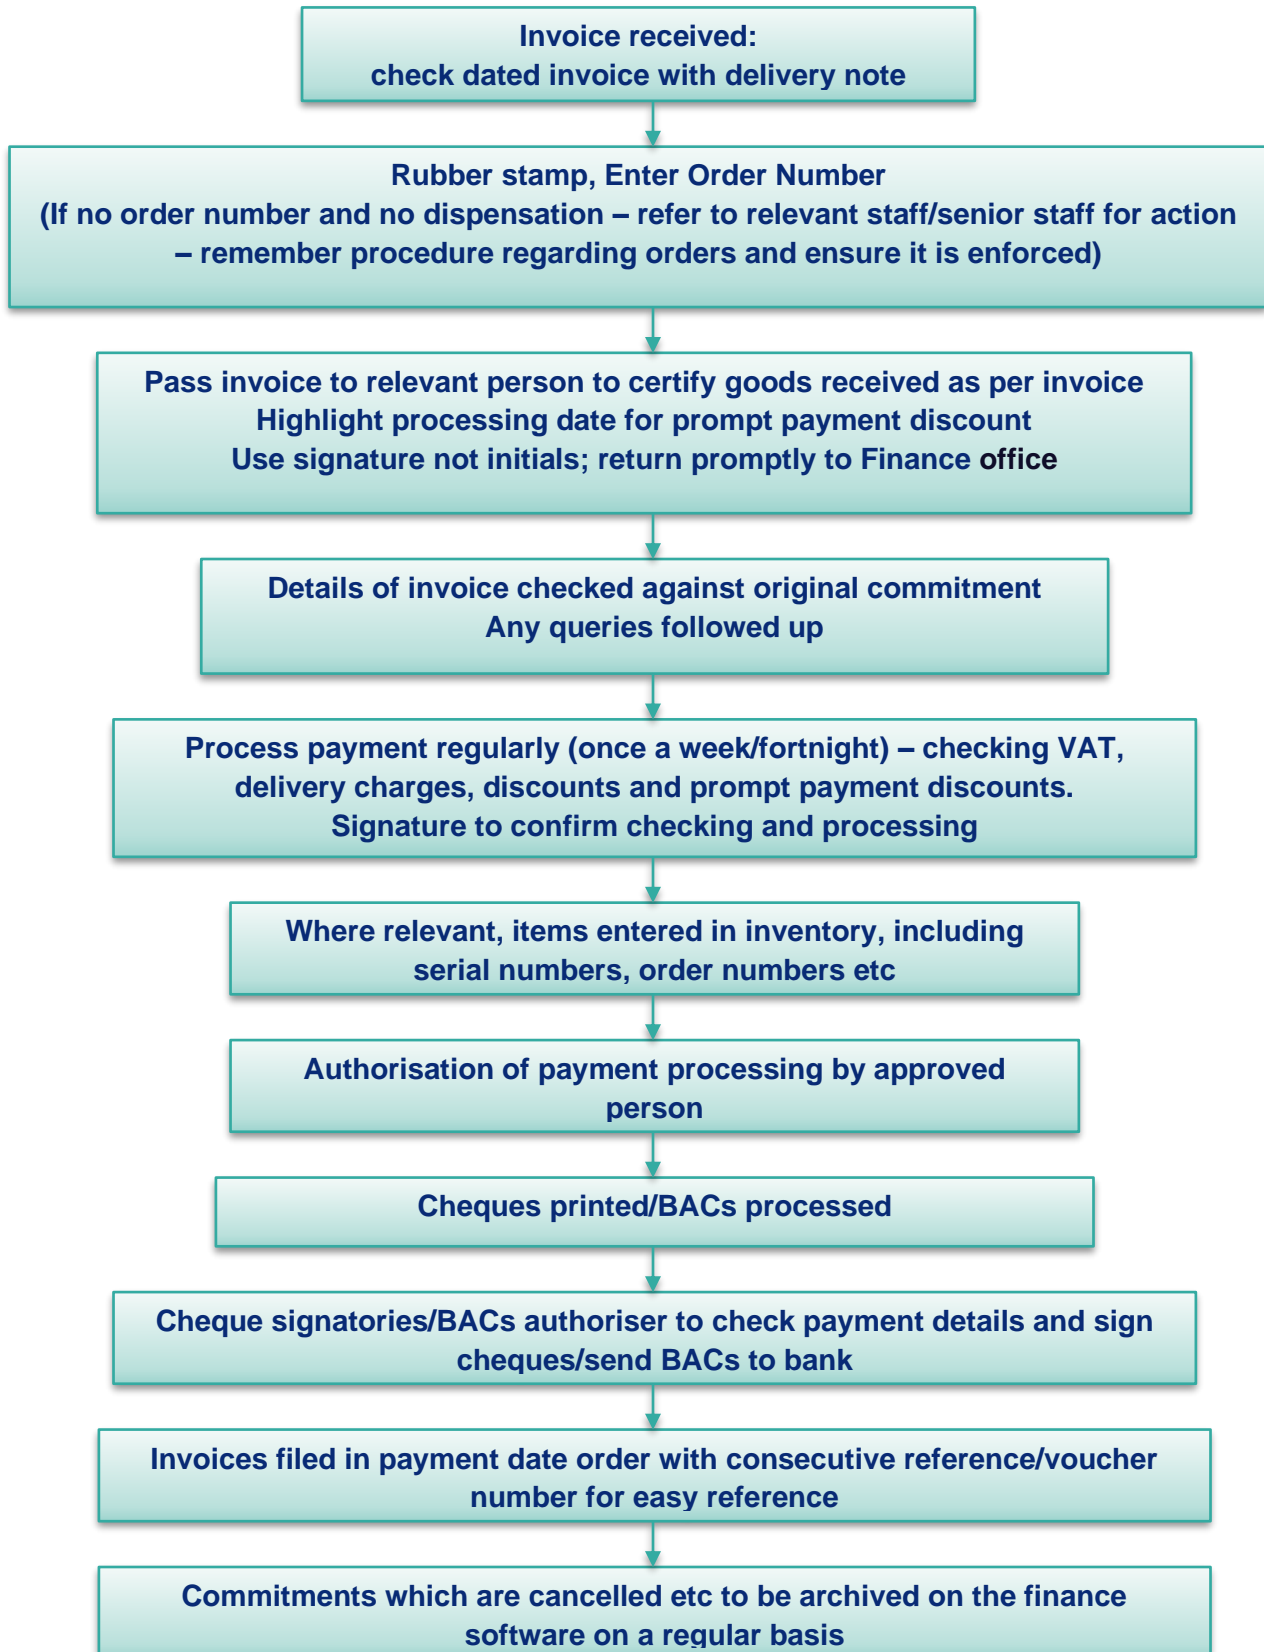 Invoice received:
check dated invoice with delivery note
Rubber stamp, Enter Order Number
(If no order number and no dispensation – refer to relevant staff/senior staff for action
– remember procedure regarding orders and ensure it is enforced)
Pass invoice to relevant person to certify goods received as per invoice
Highlight processing date for prompt payment discount
Use signature not initials; return promptly to Finance office
Details of invoice checked against original commitment
Any queries followed up
Process payment regularly (once a week/fortnight) – checking VAT,
delivery charges, discounts and prompt payment discounts.
Signature to confirm checking and processing
Where relevant, items entered in inventory, including
serial numbers, order numbers etc
Authorisation of payment processing by approved
person
Cheques printed/BACs processed
Cheque signatories/BACs authoriser to check payment details and sign
cheques/send BACs to bank
Invoices filed in payment date order with consecutive reference/voucher
number for easy reference
Commitments which are cancelled etc to be archived on the finance
software on a regular basis